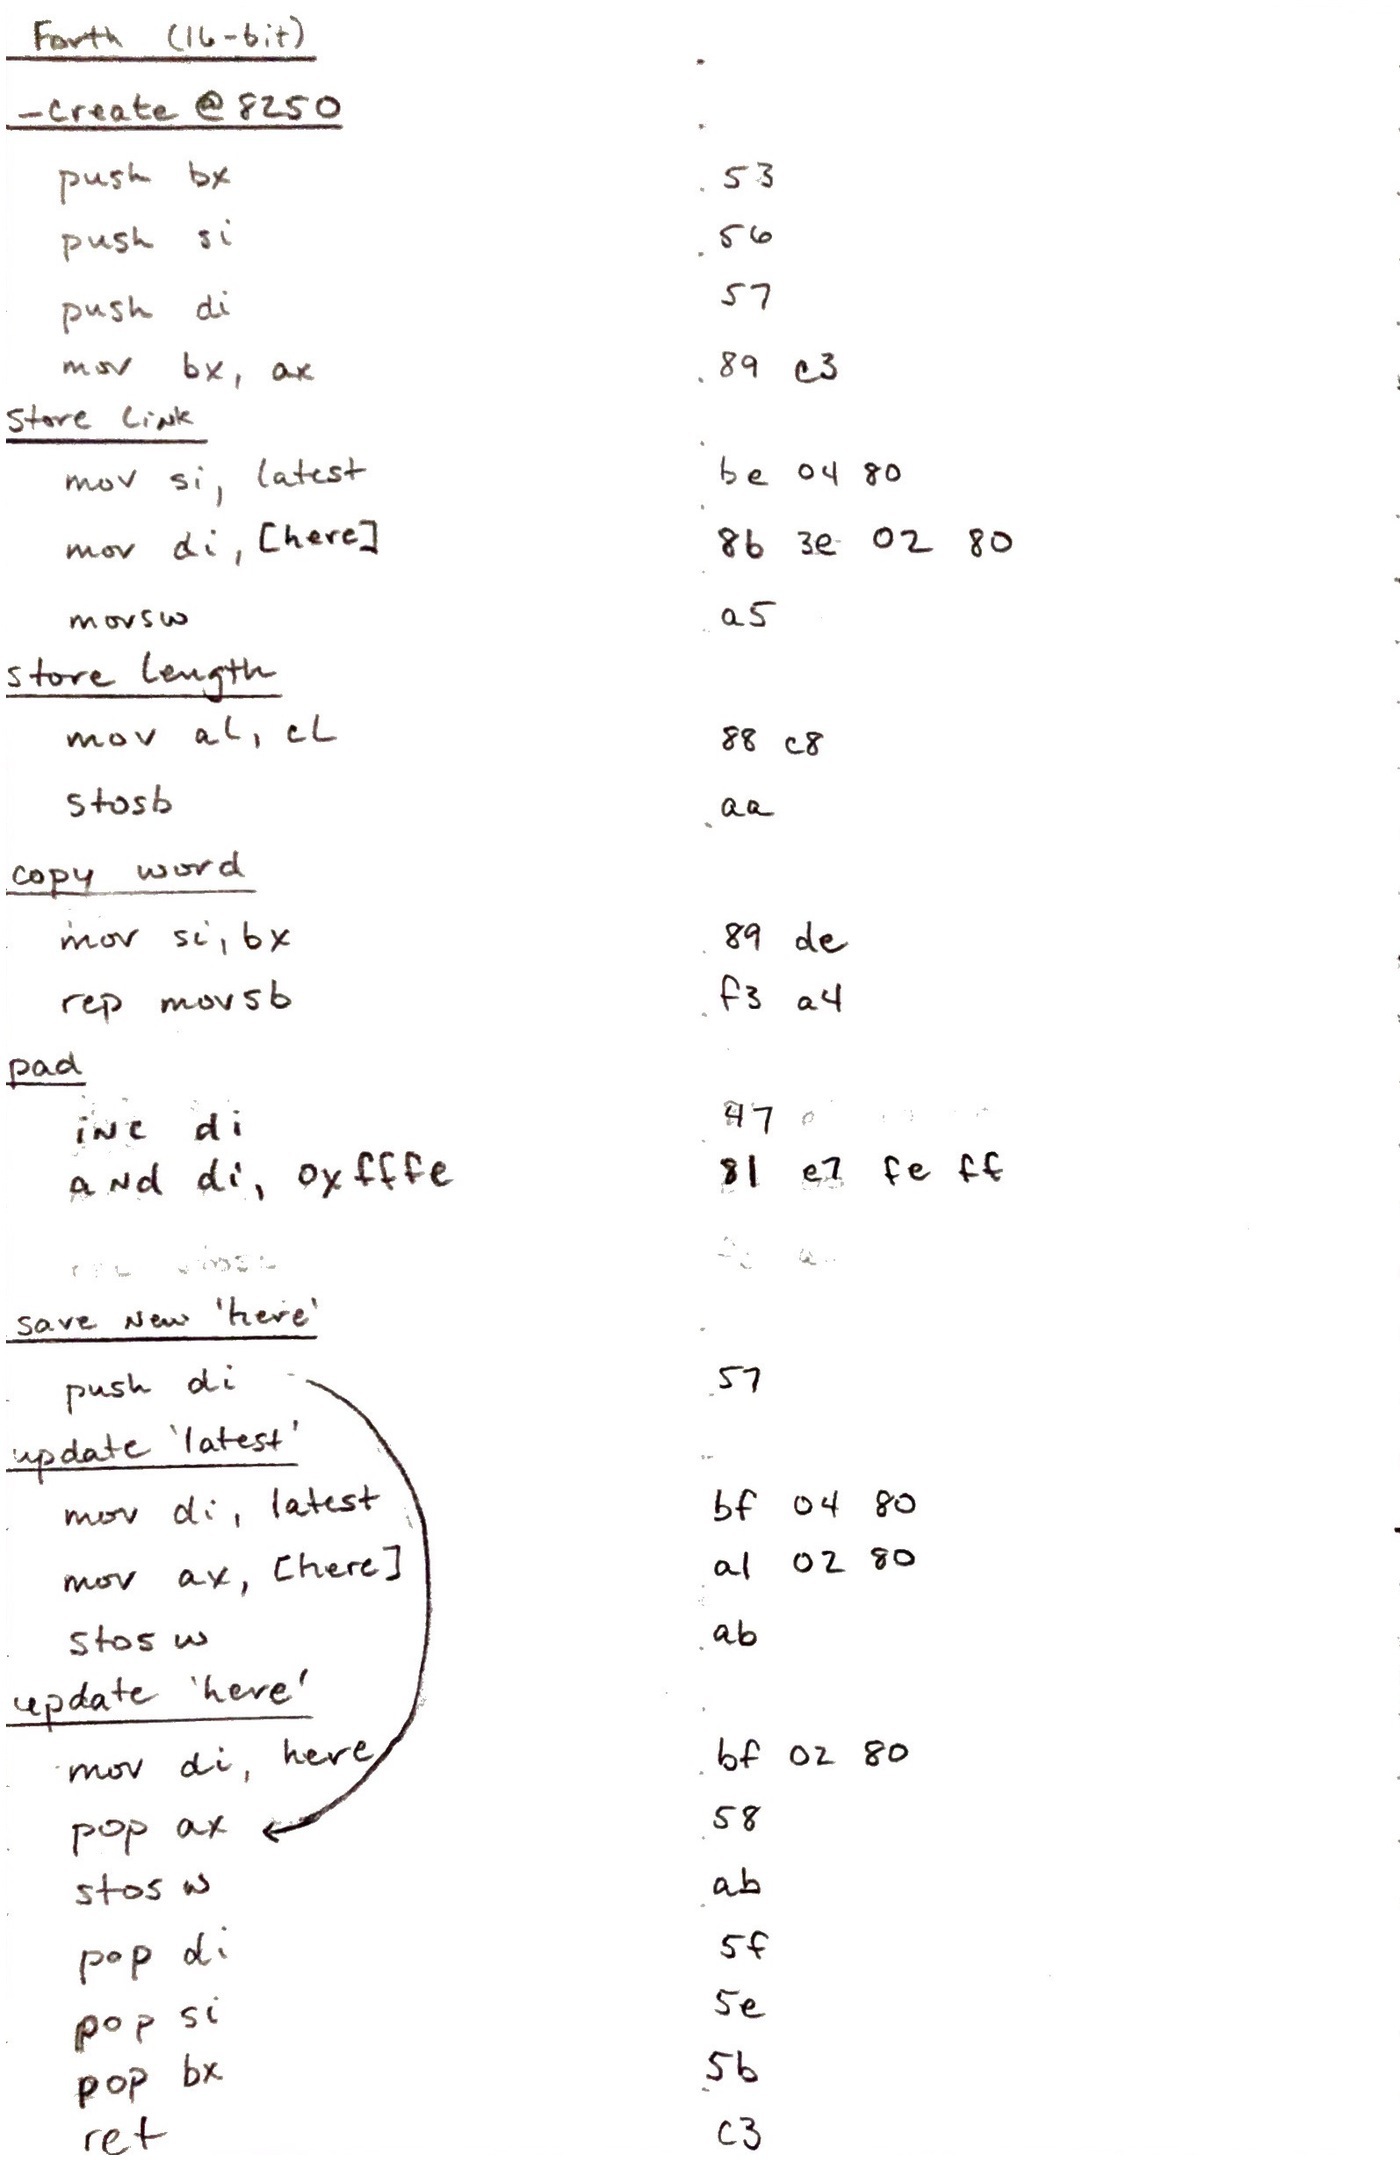 Forth (16-bit)
_create @ 8250
push bx 53
push si 56
push di 57
mov bx, ax 89 c3
store link
mov si, latest be 04 80
mov di, [here] 8b 3e 02 80
movsw a5
store length
mov al, cl 88 c8
stosb aa
copy word
mov si, bx 89 de
rep movsb f3 a4
pad
inc di 47
and di, 0xfffe 81 e7 fe ff
save new 'here'
push di 57
update 'latest'
mov di, latest bf 04 80
mov ax, [here] a1 02 80
stosw ab
update 'here'
mov di, here bf 02 80
pop ax 58
stosw ab
pop di 5f
pop si 5e
pop bx 5b
ret c3